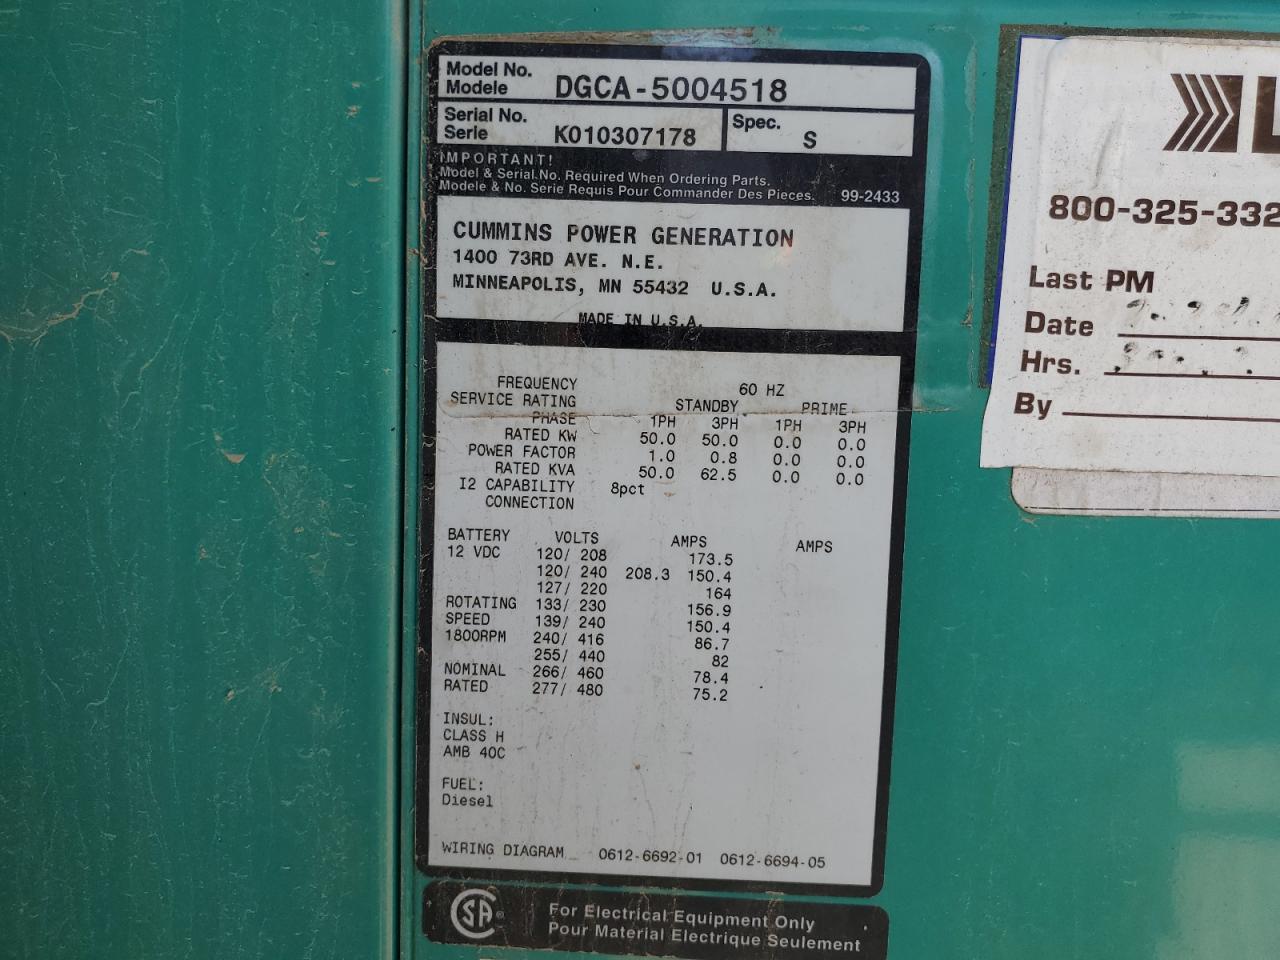 Model No.
Modele DGCA-5004518
Serial No.
Serie K010307178
Spec. S
IMPORTANT!
Model & Serial No. Required When Ordering Parts.
Modele & No. Serie Requis Pour Commander Des Pieces. 99-2433
CUMMINS POWER GENERATION
1400 73RD AVE. N.E.
MINNEAPOLIS, MN 55432 U.S.A.
MADE IN U.S.A.
FREQUENCY 60 HZ
SERVICE RATING STANDBY PRIME
PHASE 1PH 3PH 1PH 3PH
RATED KW 50.0 50.0 0.0 0.0
POWER FACTOR 1.0 0.8 0.0 0.0
RATED KVA 50.0 62.5 0.0 0.0
I2 CAPABILITY 8pct
CONNECTION
BATTERY VOLTS AMPS AMPS
12 VDC 120/ 208 173.5
120/ 240 208.3 150.4
127/ 220 164
ROTATING 133/ 230 156.9
SPEED 139/ 240 150.4
1800RPM 240/ 416 86.7
255/ 440 82
NOMINAL 266/ 460 78.4
RATED 277/ 480 75.2
INSUL:
CLASS H
AMB 40C
FUEL:
Diesel
WIRING DIAGRAM 0612-6692-01 0612-6694-05
SA ®
For Electrical Equipment Only
Pour Material Electrique Seulement
800-325-332
Last PM
Date
Hrs.
By